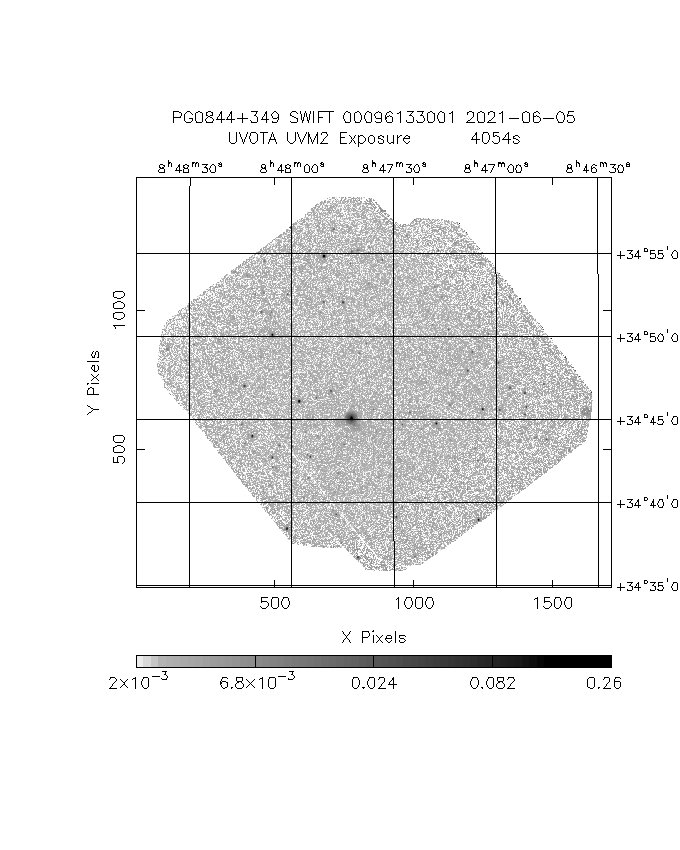 PG0844+349 SWIFT 00096133001 2021-06-05
UVOTA UVM2 Exposure 4054s
8ʰ48ᵐ30ˢ 8ʰ48ᵐ00ˢ 8ʰ47ᵐ30ˢ 8ʰ47ᵐ00ˢ 8ʰ46ᵐ30ˢ
+34°55'0
+34°50'0
+34°45'0
+34°40'0
+34°35'0
Y Pixels
1000
500
500 1000 1500
X Pixels
2×10⁻³ 6.8×10⁻³ 0.024 0.082 0.26